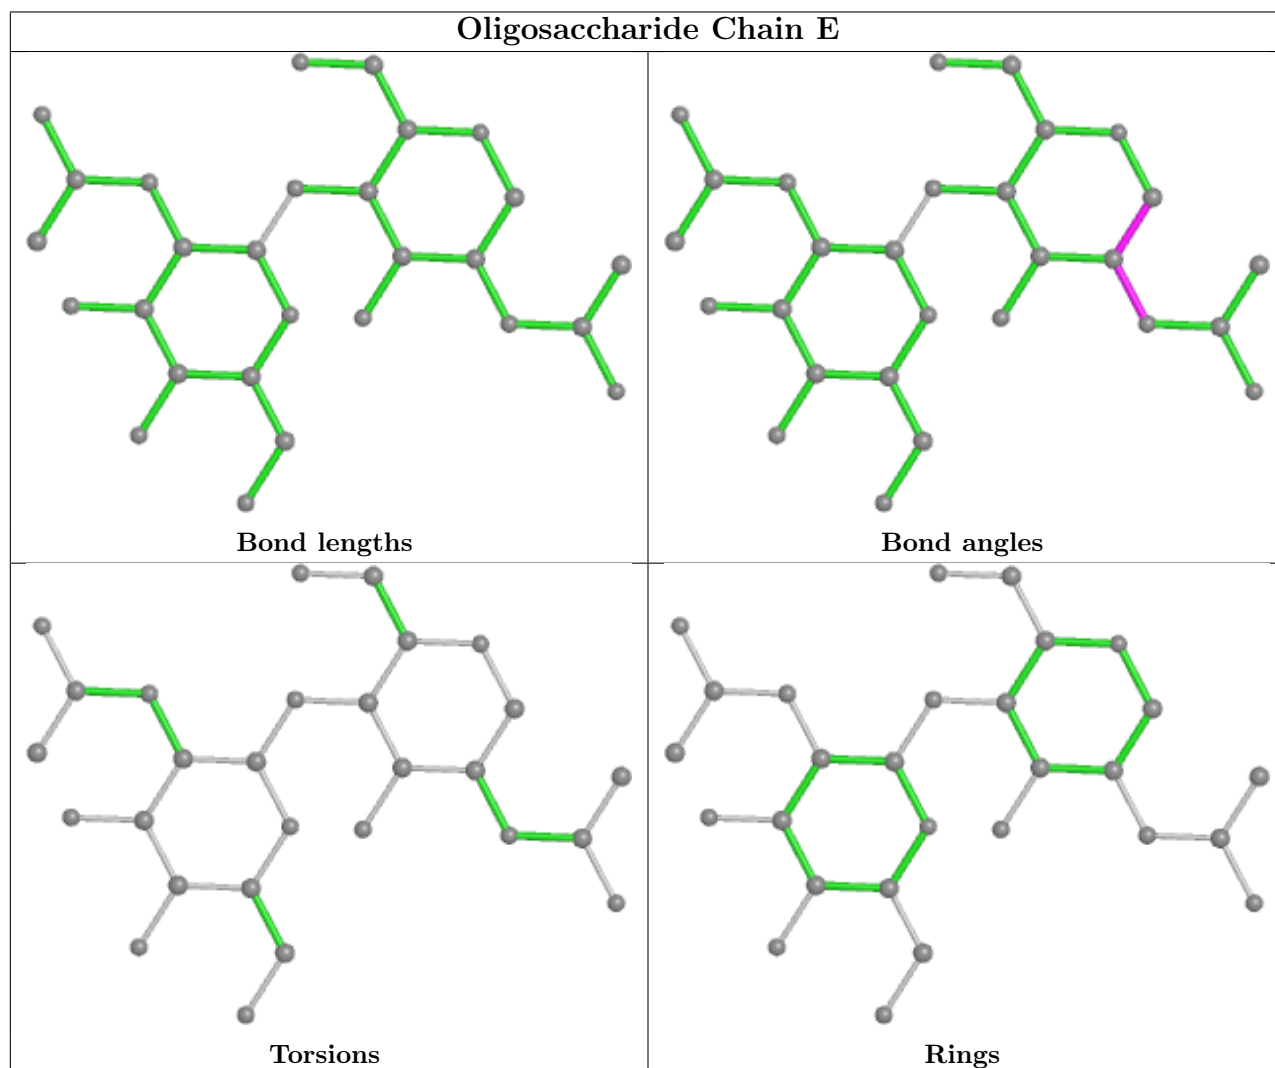 Oligosaccharide Chain E
Bond lengths
Bond angles
Torsions
Rings